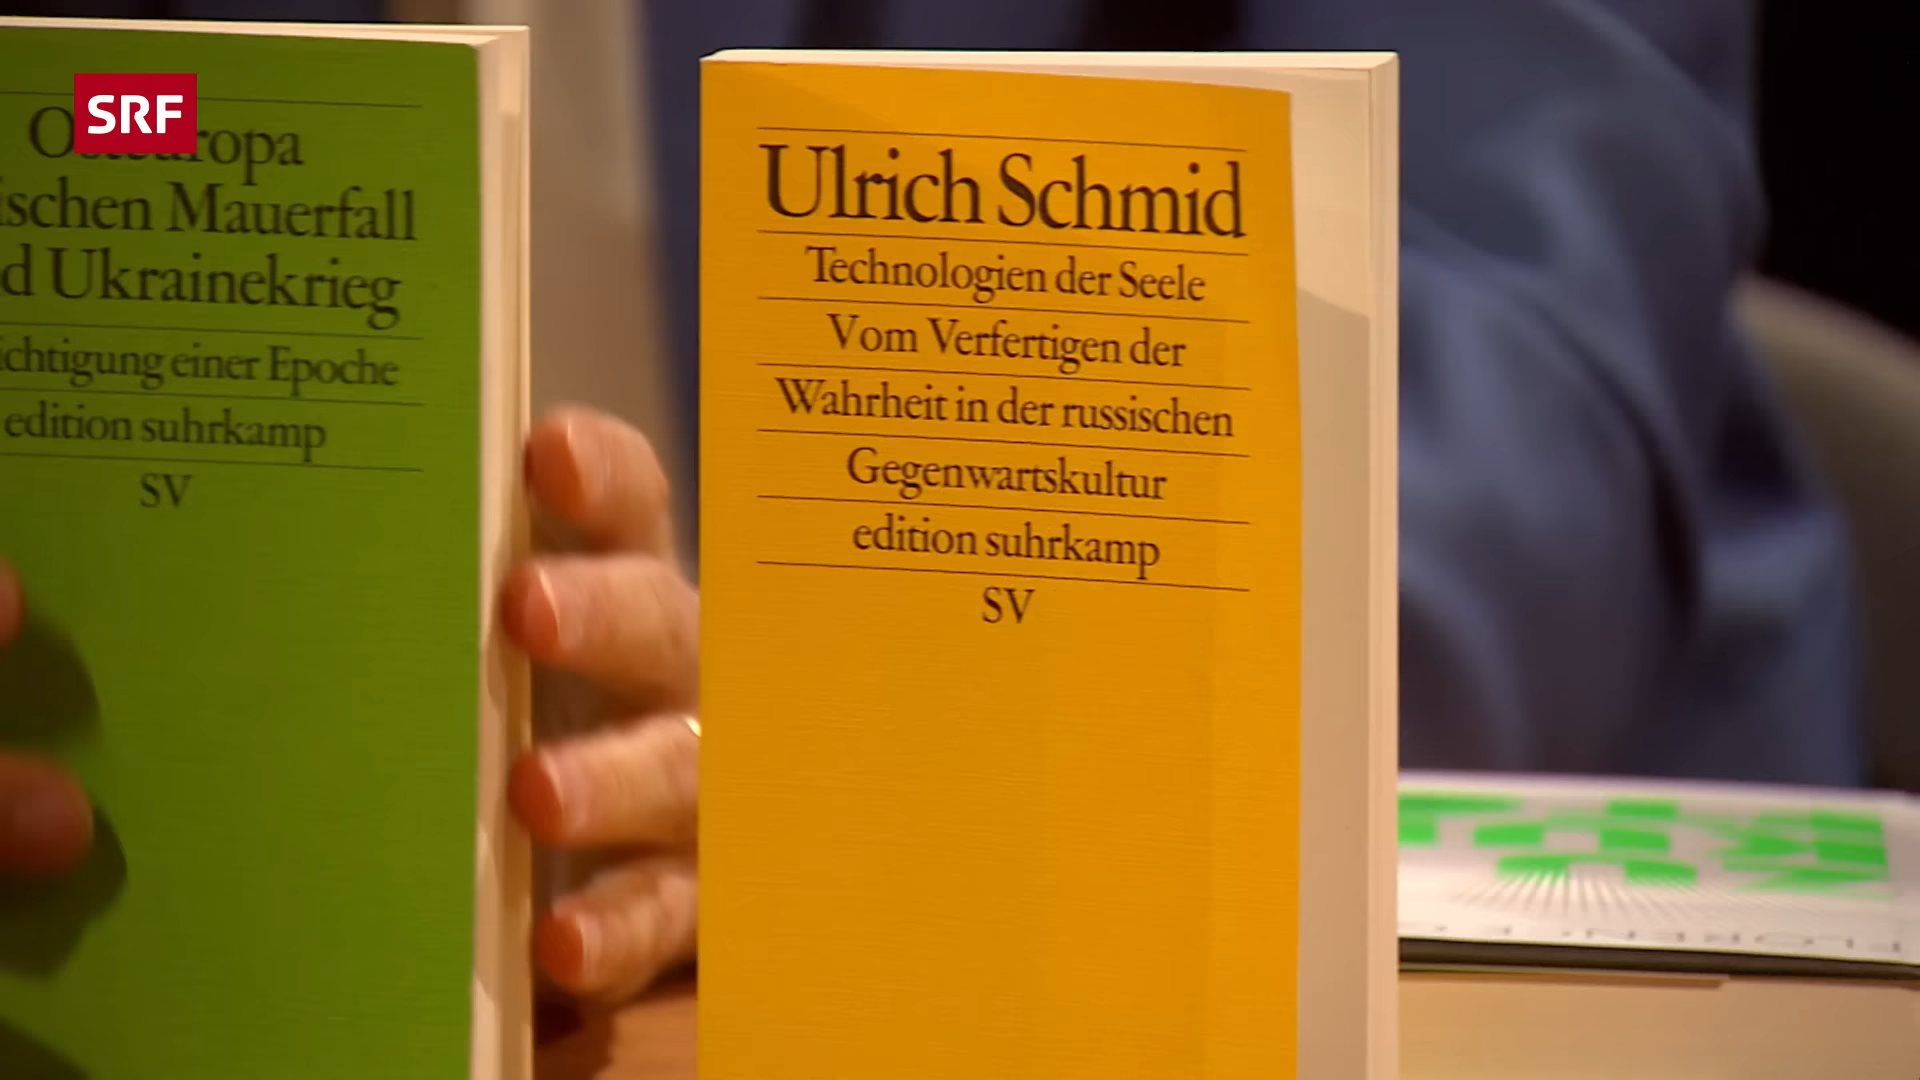 SRF
ropa
schen Mauerfall
d Ukrainekrieg
ichtigung einer Epoche
edition suhrkamp
SV
Ulrich Schmid
Technologien der Seele
Vom Verfertigen der
Wahrheit in der russischen
Gegenwartskultur
edition suhrkamp
SV